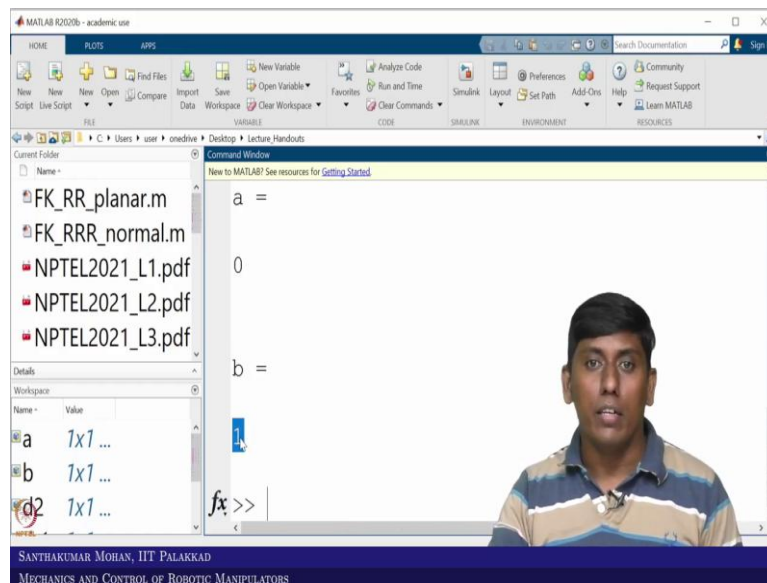 MATLAB R2020b - academic use
HOME PLOTS APPS
Search Documentation
Sign
New Script
New Live Script
New
Open
Find Files
Compare
Import Data
Save Workspace
New Variable
Open Variable
Clear Workspace
Favorites
Analyze Code
Run and Time
Clear Commands
Simulink
Layout
Preferences
Set Path
Add-Ons
Help
Community
Request Support
Learn MATLAB
FILE VARIABLE CODE SIMULINK ENVIRONMENT RESOURCES
C: Users user onedrive Desktop Lecture_Handouts
Current Folder
Command Window
Name
New to MATLAB? See resources for Getting Started.
FK_RR_planar.m
FK_RRR_normal.m
NPTEL2021_L1.pdf
NPTEL2021_L2.pdf
NPTEL2021_L3.pdf
Details
Workspace
Name Value
a 1x1 ...
b 1x1 ...
d2 1x1 ...
a =
0
b =
1
fx >>
SANTHAKUMAR MOHAN, IIT PALAKKAD
MECHANICS AND CONTROL OF ROBOTIC MANIPULATORS